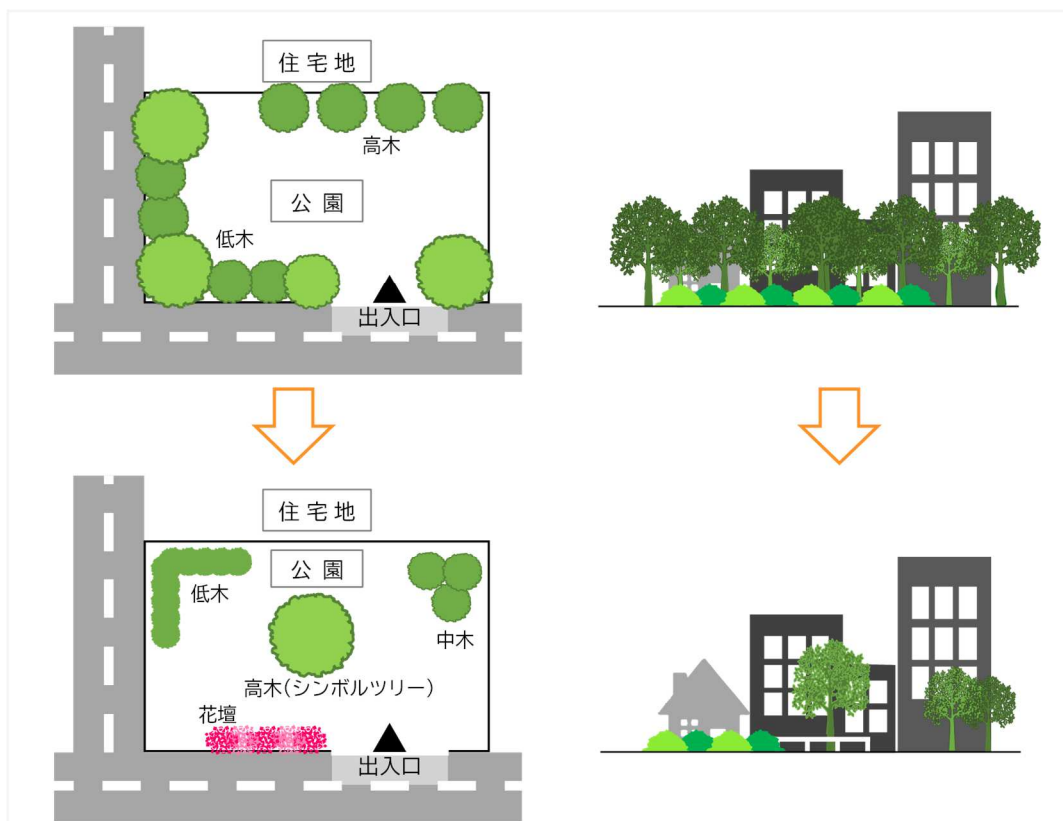 住宅地
高木
公園
低木
出入口
住宅地
公園
低木
中木
高木(シンボルツリー)
花壇
出入口